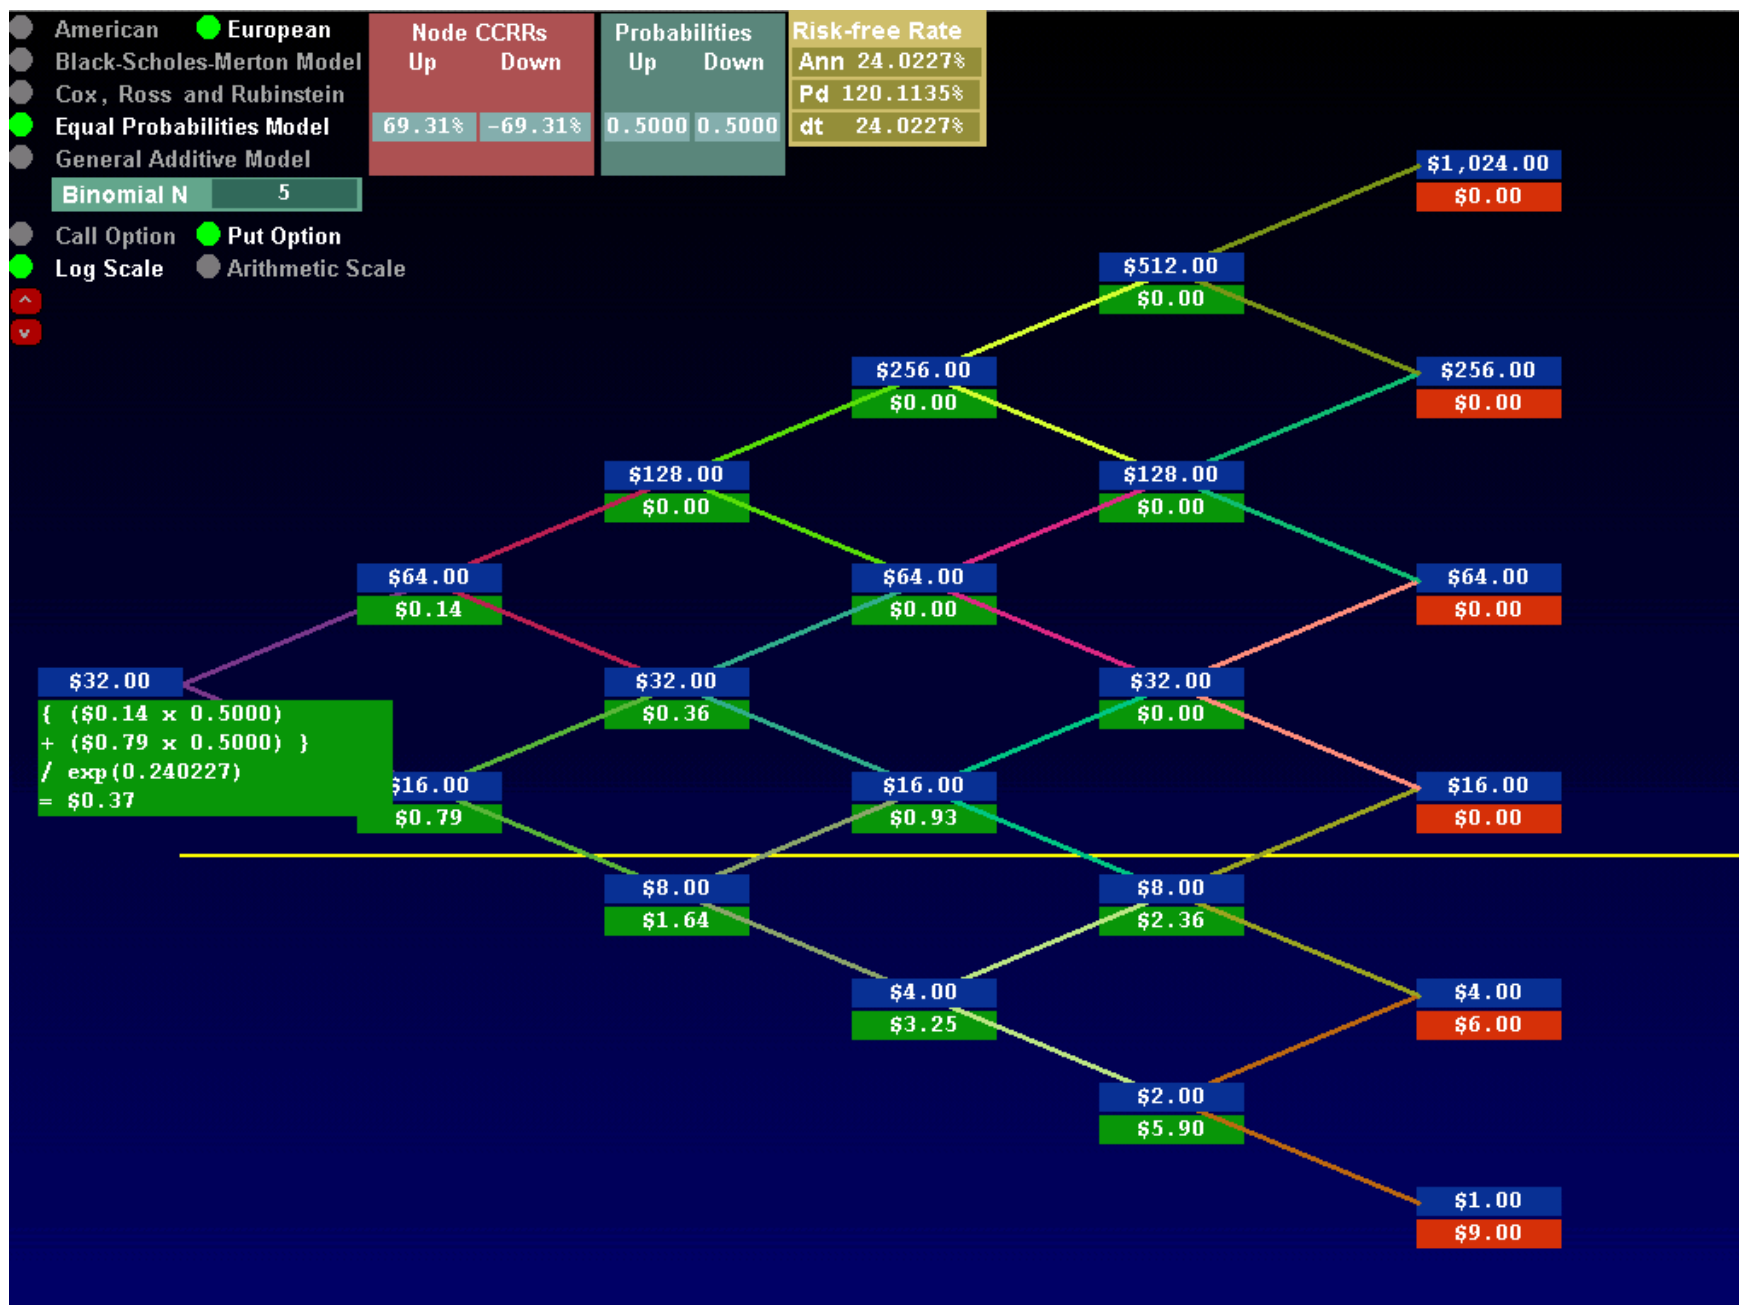 American European
Black-Scholes-Merton Model
Cox, Ross and Rubinstein
Equal Probabilities Model
General Additive Model
Binomial N 5
Call Option Put Option
Log Scale Arithmetic Scale
Node CCRRs
Up Down
69.31% -69.31%
Probabilities
Up Down
0.5000 0.5000
Risk-free Rate
Ann 24.0227%
Pd 120.1135%
dt 24.0227%
$32.00
{ ($0.14 x 0.5000)
+ ($0.79 x 0.5000) }
/ exp(0.240227)
= $0.37
$64.00
$0.14
$16.00
$0.79
$128.00
$0.00
$32.00
$0.36
$8.00
$1.64
$256.00
$0.00
$64.00
$0.00
$16.00
$0.93
$4.00
$3.25
$512.00
$0.00
$128.00
$0.00
$32.00
$0.00
$8.00
$2.36
$2.00
$5.90
$1,024.00
$0.00
$256.00
$0.00
$64.00
$0.00
$16.00
$0.00
$4.00
$6.00
$1.00
$9.00